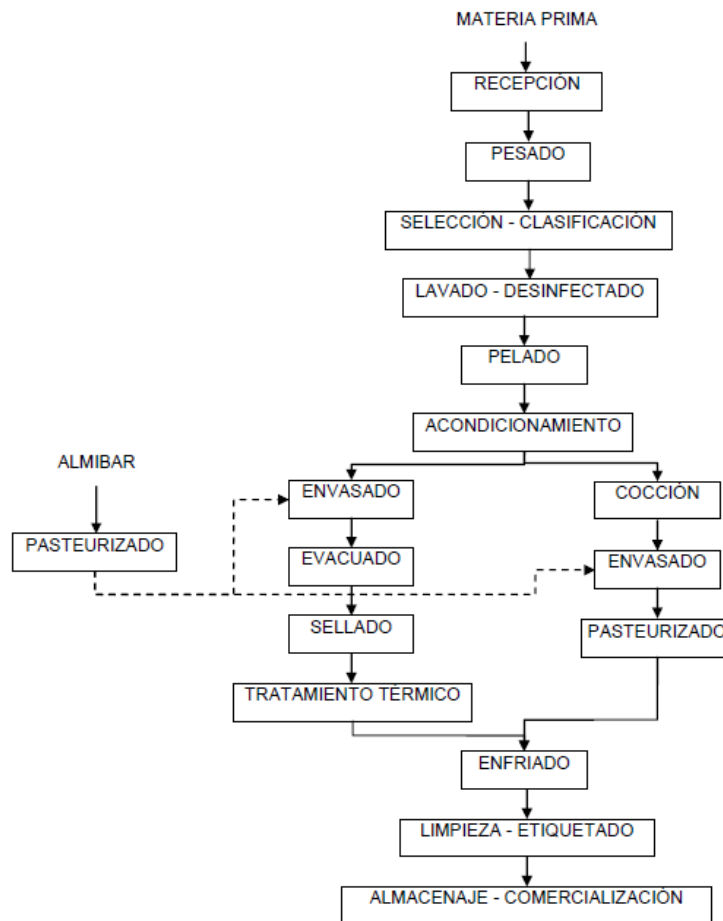 MATERIA PRIMA
RECEPCIÓN
PESADO
SELECCIÓN - CLASIFICACIÓN
LAVADO - DESINFECTADO
PELADO
ACONDICIONAMIENTO
ALMIBAR
ENVASADO
COCCIÓN
PASTEURIZADO
EVACUADO
ENVASADO
SELLADO
PASTEURIZADO
TRATAMIENTO TÉRMICO
ENFRIADO
LIMPIEZA - ETIQUETADO
ALMACENAJE - COMERCIALIZACIÓN